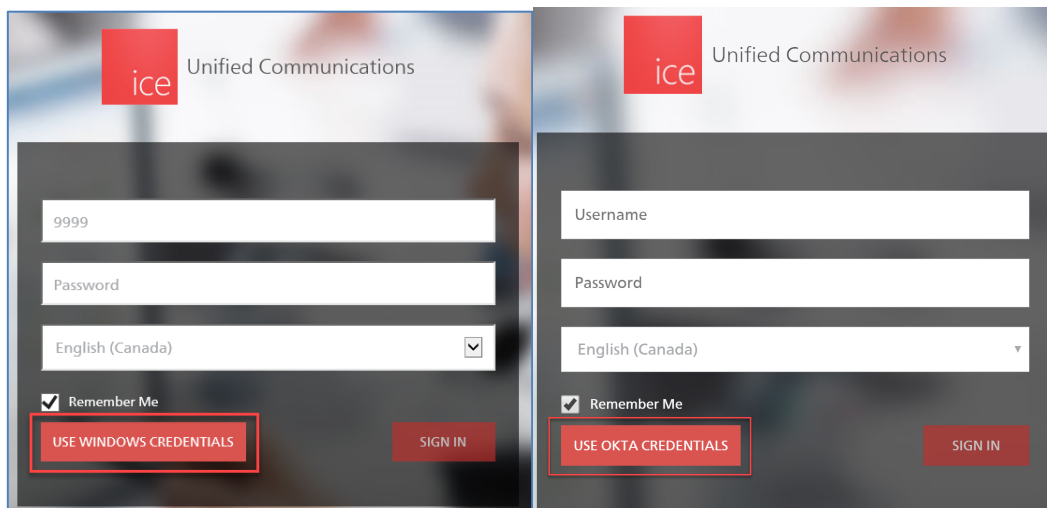 ice
Unified Communications
9999
Password
English (Canada)
Remember Me
USE WINDOWS CREDENTIALS
SIGN IN
ice
Unified Communications
Username
Password
English (Canada)
Remember Me
USE OKTA CREDENTIALS
SIGN IN